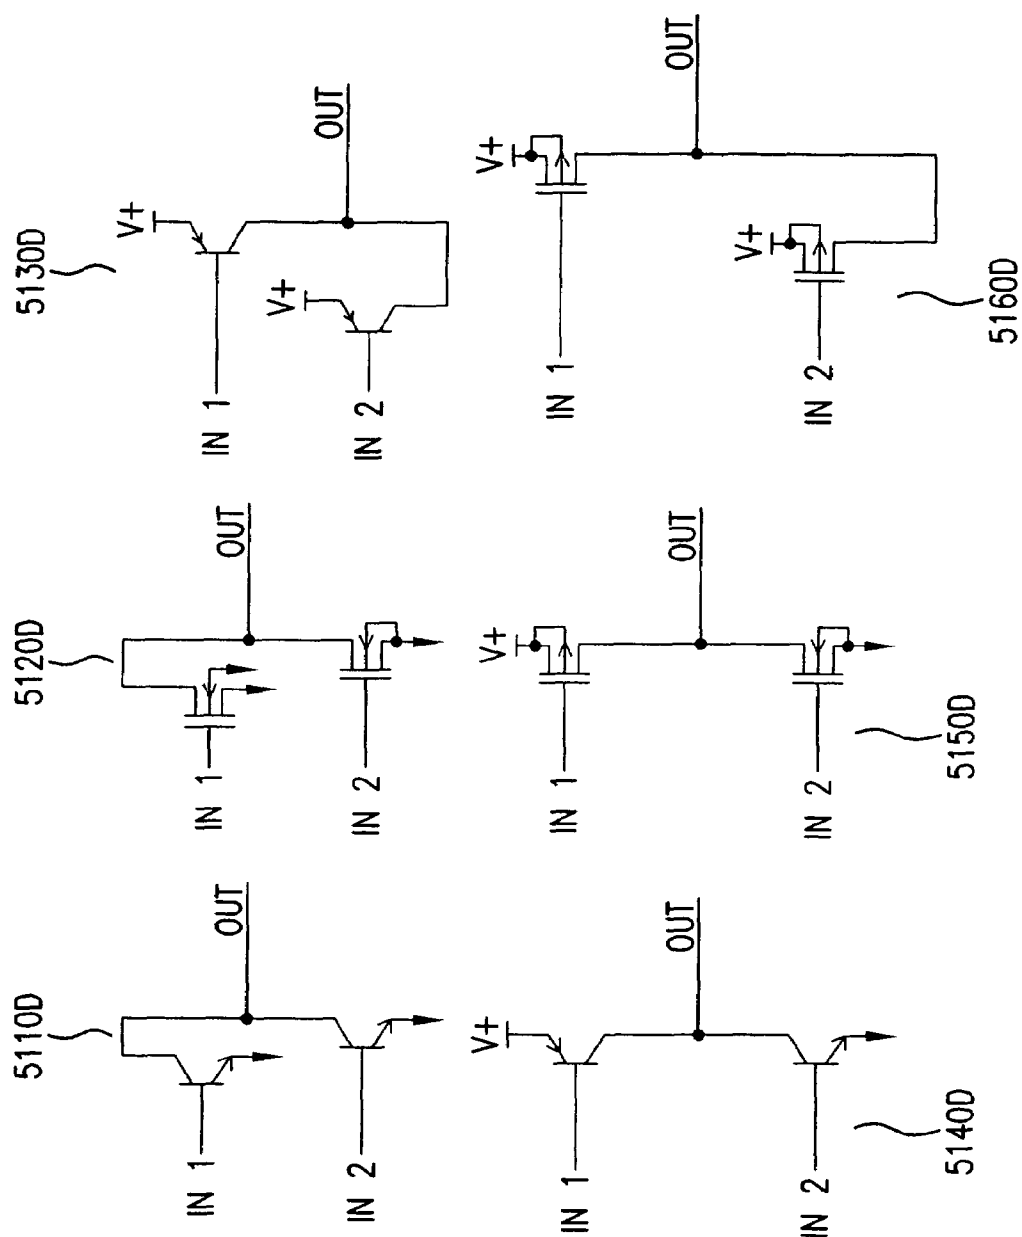 5110D
IN 1
IN 2
OUT
5120D
IN 1
IN 2
OUT
5130D
V+
V+
IN 1
IN 2
OUT
V+
IN 1
IN 2
OUT
5140D
V+
IN 1
IN 2
OUT
5150D
V+
V+
IN 1
IN 2
OUT
5160D